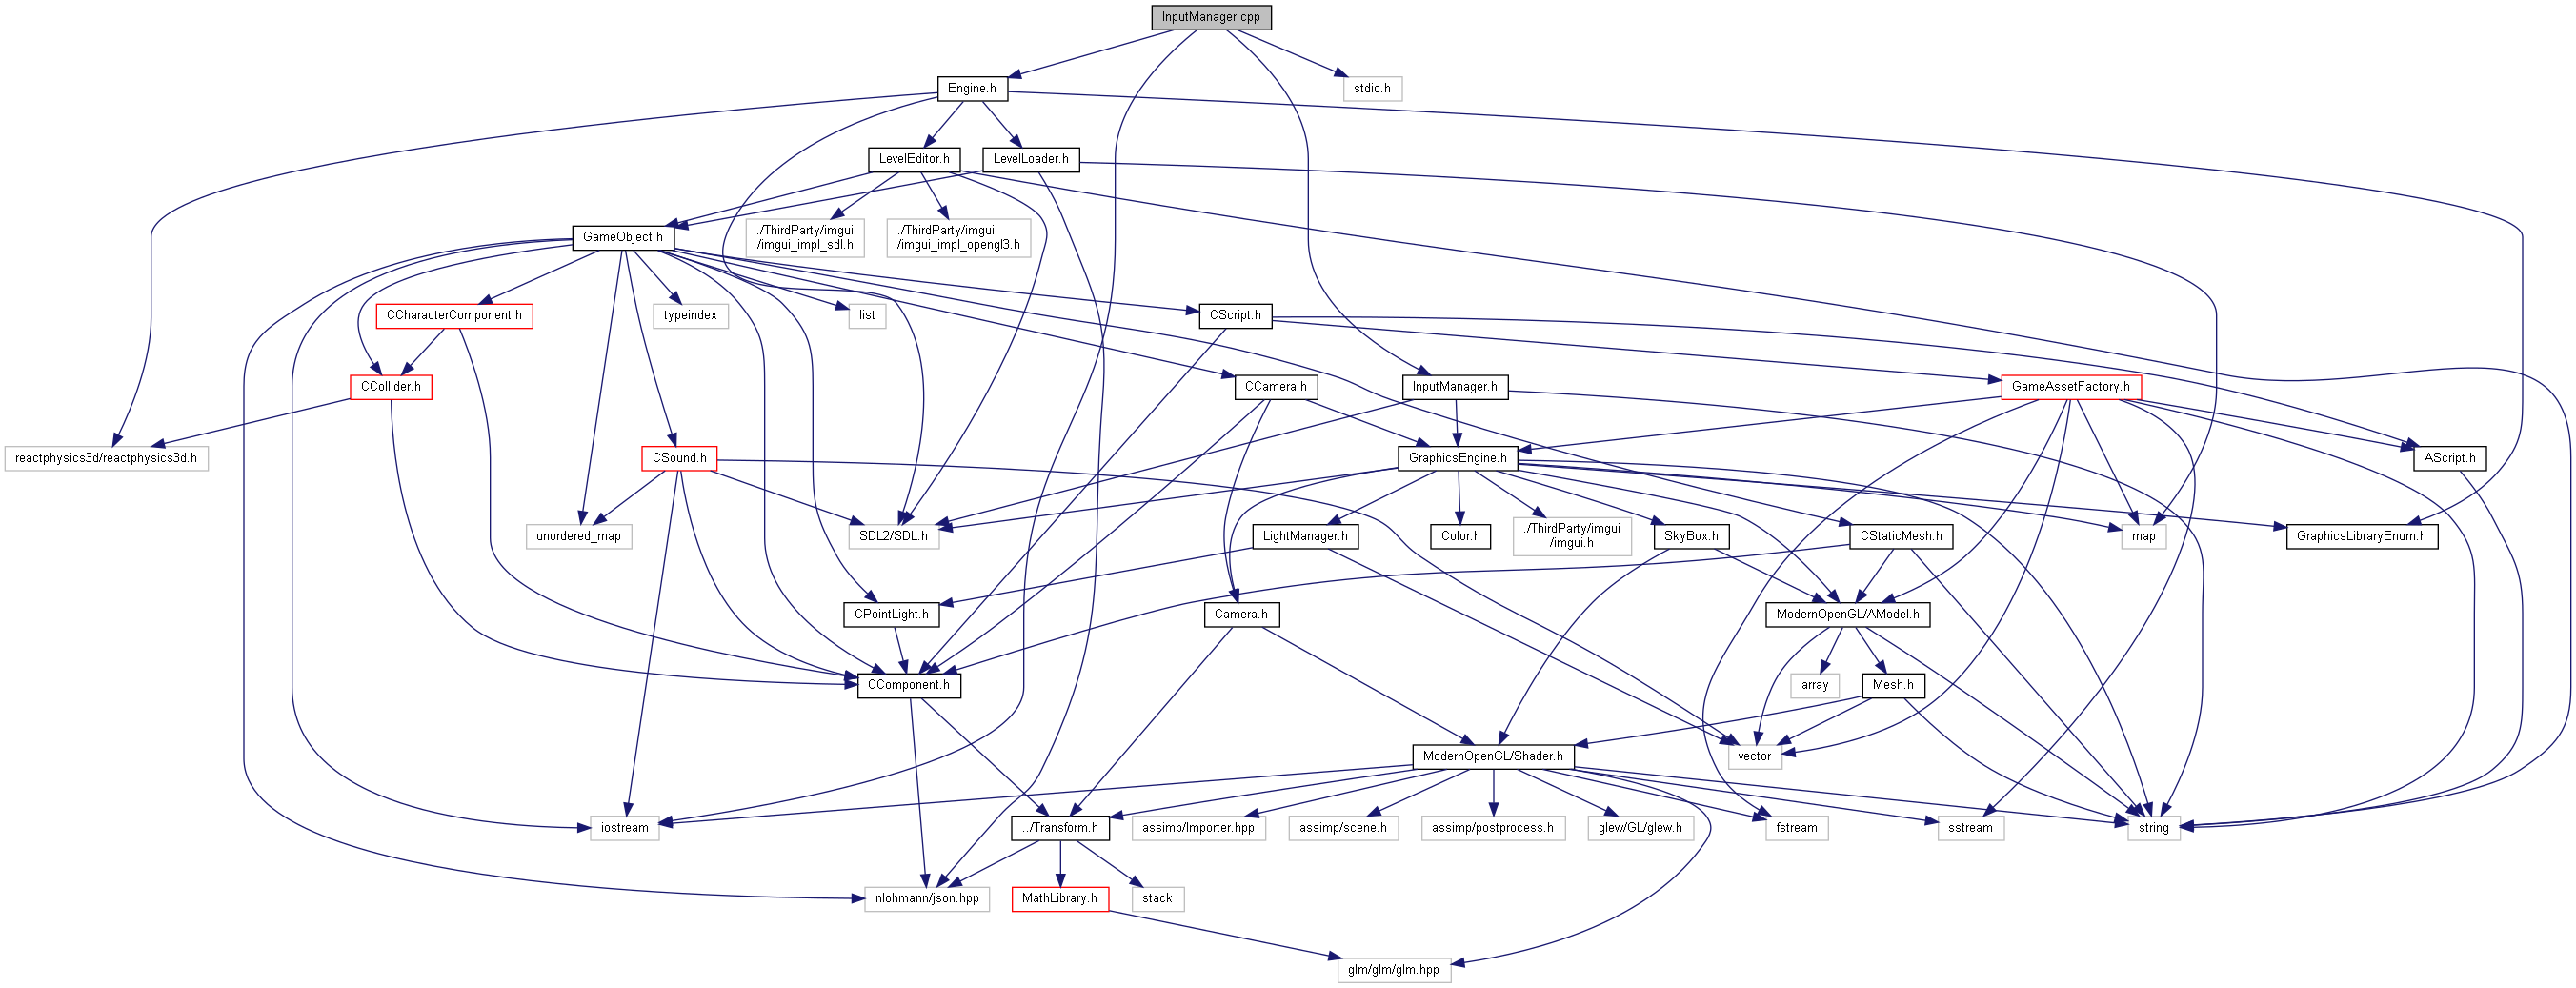 InputManager.cpp
Engine.h
stdio.h
LevelEditor.h
LevelLoader.h
GameObject.h
./ThirdParty/imgui
/imgui_impl_sdl.h
./ThirdParty/imgui
/imgui_impl_opengl3.h
CCharacterComponent.h
typeindex
list
CScript.h
CCollider.h
CCamera.h
InputManager.h
GameAssetFactory.h
reactphysics3d/reactphysics3d.h
CSound.h
GraphicsEngine.h
AScript.h
unordered_map
SDL2/SDL.h
LightManager.h
Color.h
./ThirdParty/imgui
/imgui.h
SkyBox.h
CStaticMesh.h
map
GraphicsLibraryEnum.h
CPointLight.h
Camera.h
ModernOpenGL/AModel.h
CComponent.h
array
Mesh.h
ModernOpenGL/Shader.h
vector
iostream
../Transform.h
assimp/Importer.hpp
assimp/scene.h
assimp/postprocess.h
glew/GL/glew.h
fstream
sstream
string
nlohmann/json.hpp
MathLibrary.h
stack
glm/glm/glm.hpp